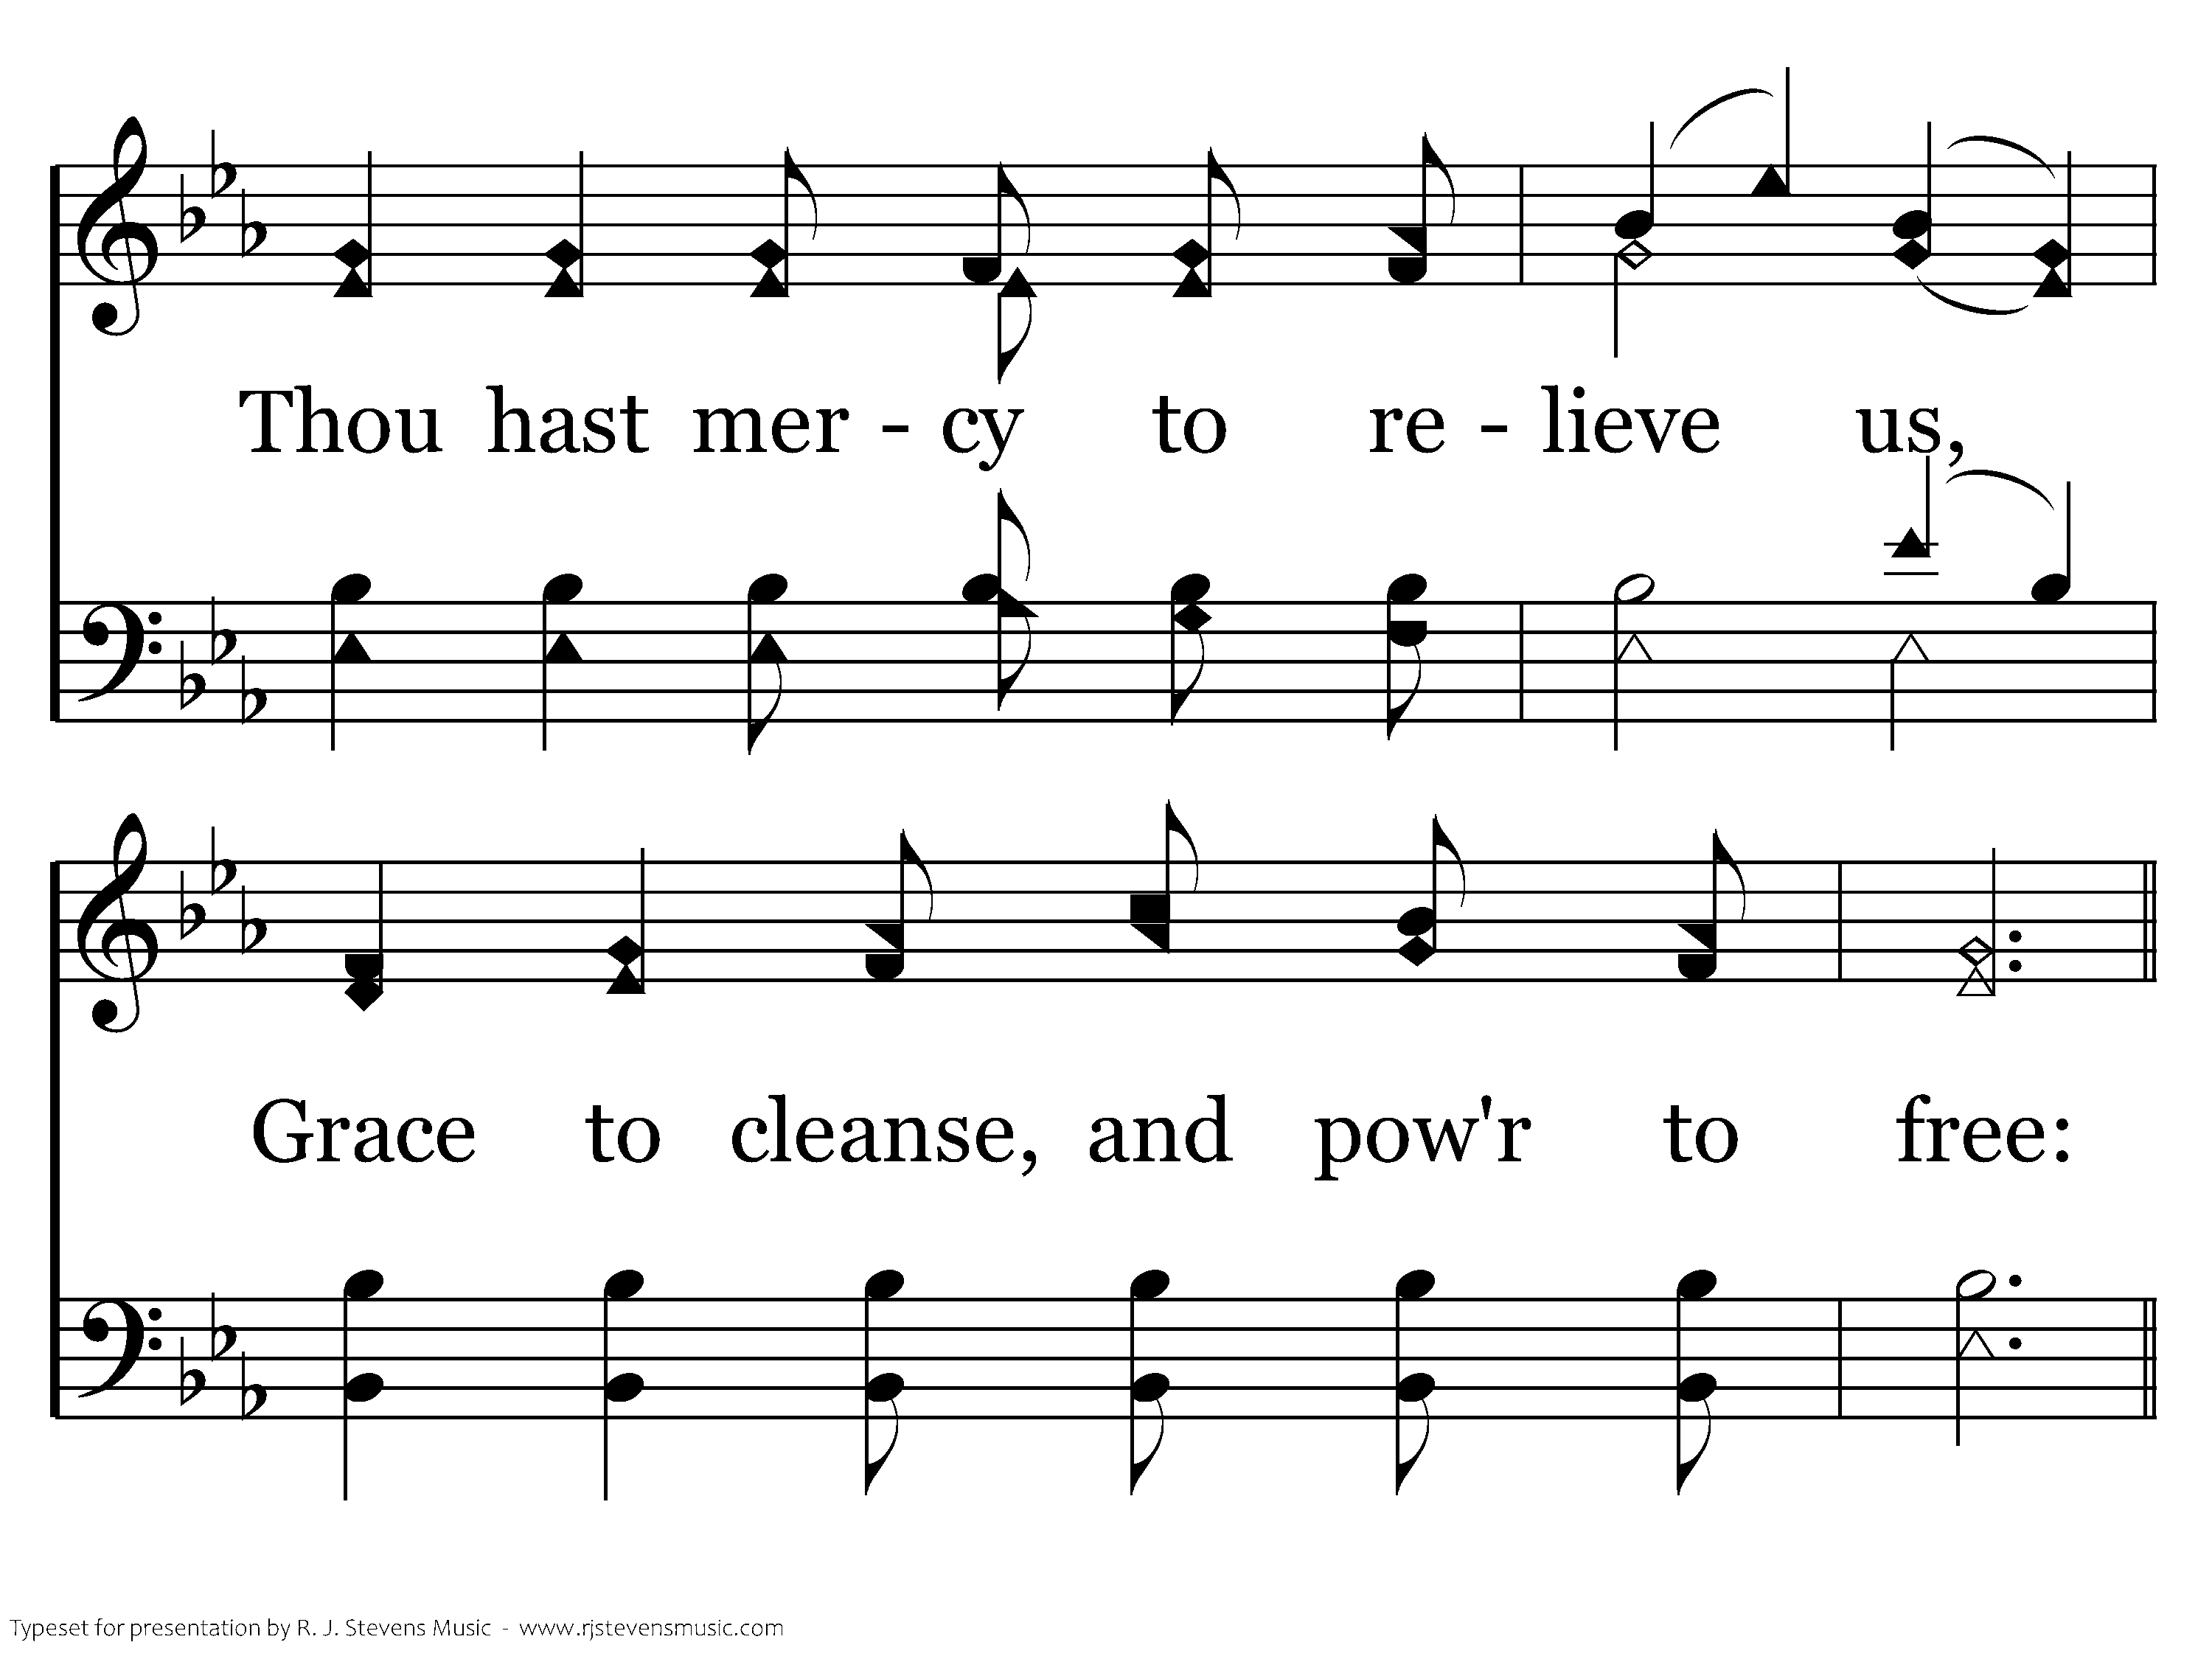 Thou hast mer - cy to re - lieve us,
Grace to cleanse, and pow'r to free:
Typeset for presentation by R. J. Stevens Music - www.rjstevensmusic.com